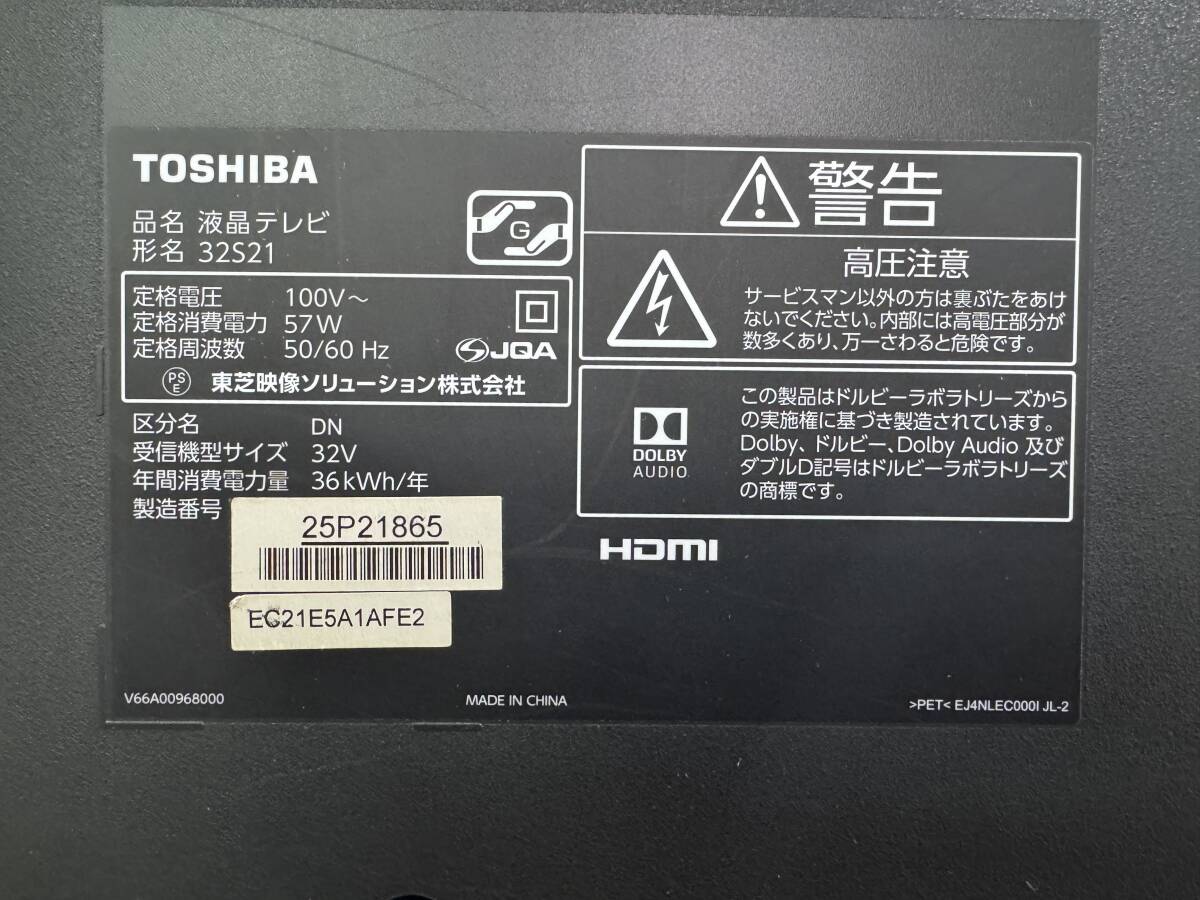 TOSHIBA
品名 液晶テレビ
形名 32S21
G
定格電圧 100V～
定格消費電力 57W
定格周波数 50/60 Hz
JQA
PS
E
東芝映像ソリューション株式会社
区分名 DN
受信機型サイズ 32V
年間消費電力量 36kWh/年
製造番号
25P21865
EC21E5A1AFE2
警告
高圧注意
サービスマン以外の方は裏ぶたをあけ
ないでください。内部には高電圧部分が
数多くあり、万一さわると危険です。
DOLBY
AUDIO
この製品はドルビーラボラトリーズから
の実施権に基づき製造されています。
Dolby、ドルビー、Dolby Audio 及び
ダブルD記号はドルビーラボラトリーズ
の商標です。
HDMI
V66A00968000
MADE IN CHINA
>PET< EJ4NLEC000I JL-2